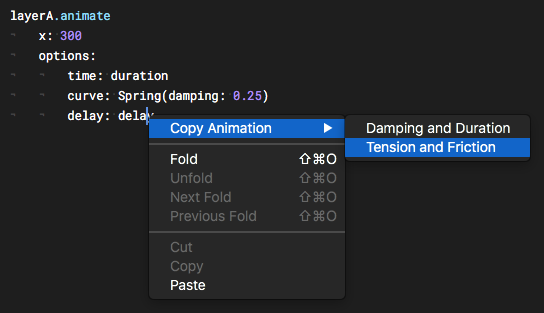 layerA.animate
x: 300
options:
time: duration
curve: Spring(damping: 0.25)
delay: delay
Copy Animation ▶
Damping and Duration
Tension and Friction
Fold ⇧⌘O
Unfold ⇧⌘O
Next Fold ⇧⌘O
Previous Fold ⇧⌘O
Cut
Copy
Paste